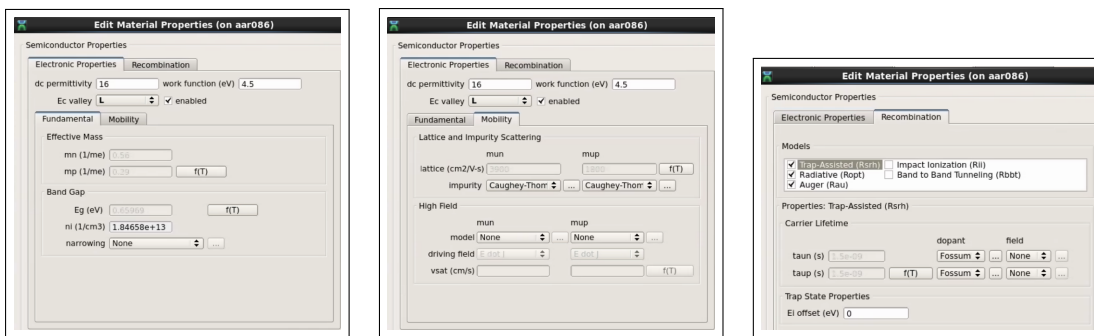 Edit Material Properties (on aar086)
Semiconductor Properties
Electronic Properties Recombination
dc permittivity 16 work function (eV) 4.5
Ec valley L enabled
Fundamental Mobility
Effective Mass
mn (1/me) 0.56
mp (1/me) 0.29 f(T)
Band Gap
Eg (eV) 0.65969 f(T)
ni (1/cm3) 1.84658e+13
narrowing None ...
Edit Material Properties (on aar086)
Semiconductor Properties
Electronic Properties Recombination
dc permittivity 16 work function (eV) 4.5
Ec valley L enabled
Fundamental Mobility
Lattice and Impurity Scattering
mun mup
lattice (cm2/V-s) 3900 1800 f(T)
impurity Caughey-Thom ... Caughey-Thom ...
High Field
mun mup
model None ... None ...
driving field E dot J E dot J
vsat (cm/s) f(T)
Edit Material Properties (on aar086)
Semiconductor Properties
Electronic Properties Recombination
Models
Trap-Assisted (Rsrh) Impact Ionization (Rii)
Radiative (Ropt) Band to Band Tunneling (Rbbt)
Auger (Rau)
Properties: Trap-Assisted (Rsrh)
Carrier Lifetime
dopant field
taun (s) 1.5e-09 Fossum ... None ...
taup (s) f(T) Fossum ... None ...
Trap State Properties
Ei offset (eV) 0